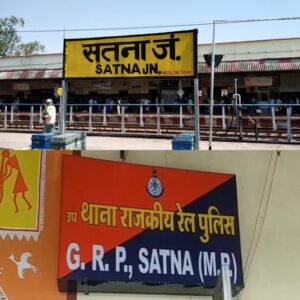 सतना जं.
SATNA JN.
उप थाना राजकीय रेल पुलिस
G. R. P., SATNA (M.P.)